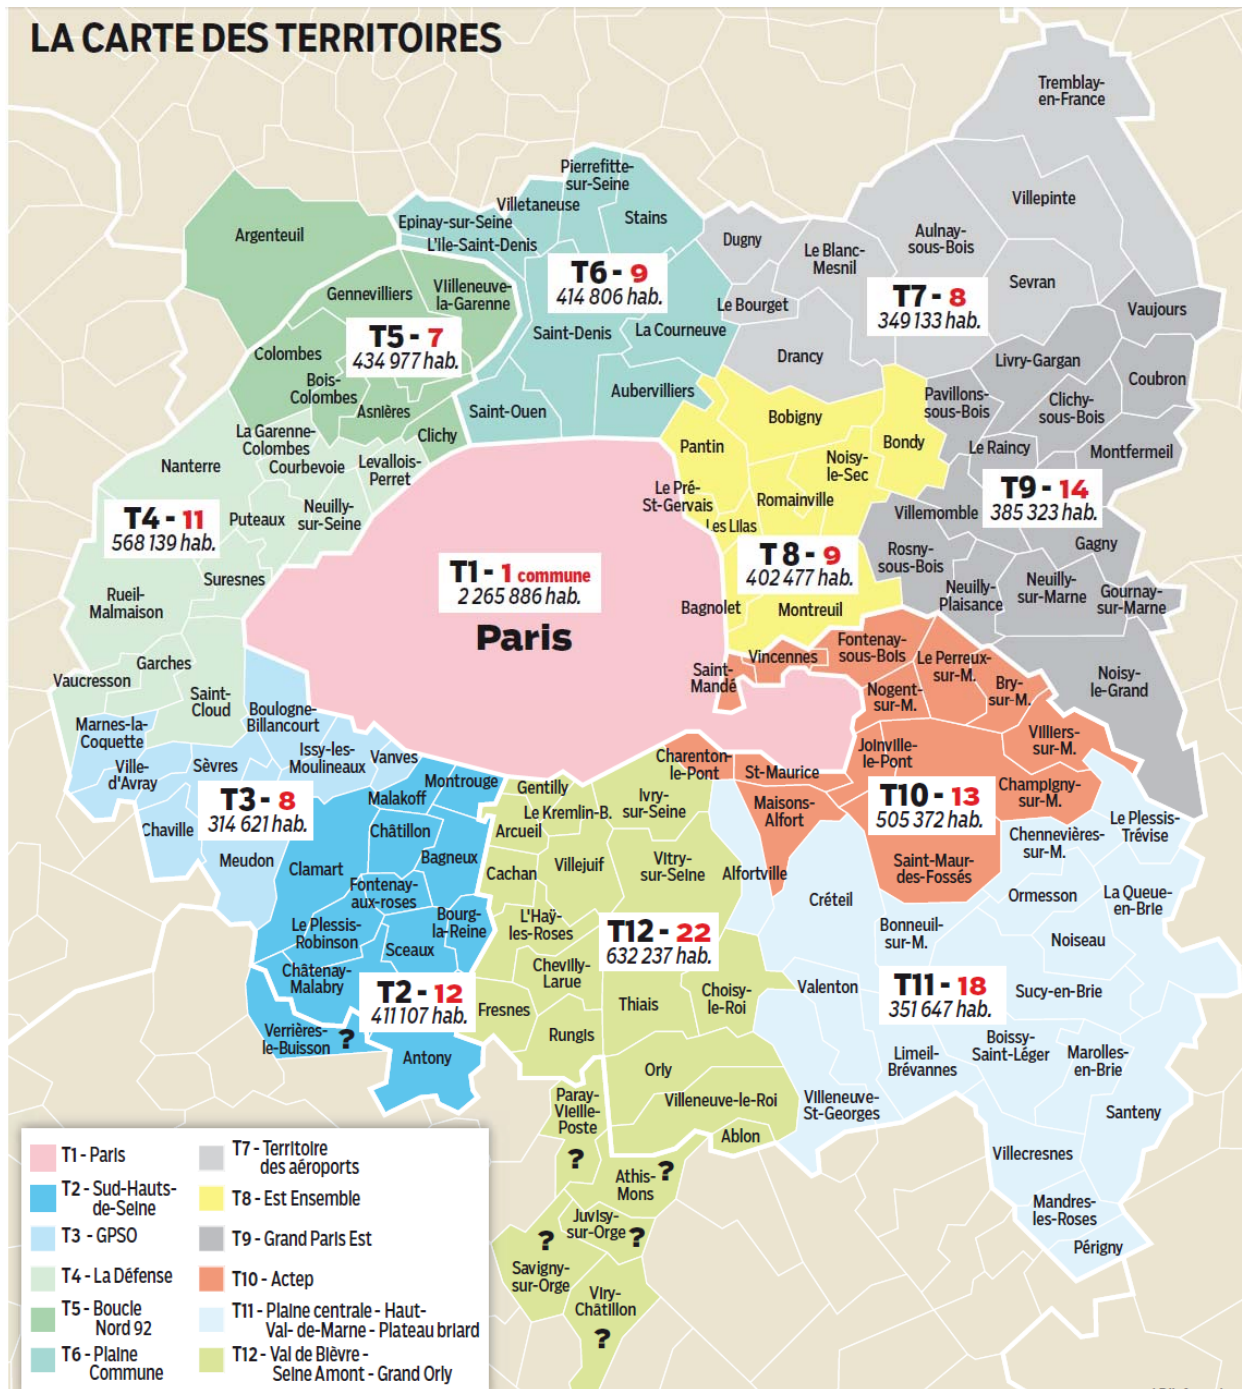 LA CARTE DES TERRITOIRES
Tremblay-
en-France
Pierrefitte-
sur-Seine
Villetaneuse
Stains
Epinay-sur-Seine
L'Ile-Saint-Denis
Argenteuil
Villepinte
Aulnay-
sous-Bois
Dugny
Le Blanc-
Mesnil
Sevran
T6 - 9
414 806 hab.
T7 - 8
349 133 hab.
Gennevilliers
VIilleneuve-
la-Garenne
Le Bourget
Vaujours
T5 - 7
434 977 hab.
Saint-Denis
La Courneuve
Drancy
Colombes
Livry-Gargan
Coubron
Bois-
Colombes
Asnières
Aubervilliers
Saint-Ouen
Pavillons-
sous-Bois
Clichy-
sous-Bois
Bobigny
Bondy
La Garenne-
Colombes
Courbevoie
Clichy
Nanterre
Levallois-
Perret
Pantin
Noisy-
le-Sec
Le Raincy
Montfermeil
Le Pré-
St-Gervais
Romainville
T9 - 14
385 323 hab.
T4 - 11
568 139 hab.
Puteaux
Neuilly-
sur-Seine
Les Lilas
Villemomble
Gagny
T8 - 9
402 477 hab.
Rosny-
sous-Bois
T1 - 1 commune
2 265 886 hab.
Paris
Suresnes
Rueil-
Malmaison
Bagnolet
Montreuil
Neuilly-
Plaisance
Neuilly-
sur-Marne
Gournay-
sur-Marne
Garches
Vaucresson
Saint-
Cloud
Saint-
Mandé
Vincennes
Fontenay-
sous-Bois
Le Perreux-
sur-M.
Bry-
sur-M.
Noisy-
le-Grand
Nogent-
sur-M.
Marnes-la-
Coquette
Boulogne-
Billancourt
Ville-
d'Avray
Sèvres
Issy-les-
Moulineaux
Vanves
Villiers-
sur-M.
Joinville-
le-Pont
Charenton-
le-Pont
St-Maurice
Montrouge
Malakoff
Gentilly
Le Kremlin-B.
Ivry-
sur-Seine
Maisons-
Alfort
T10 - 13
505 372 hab.
Champigny-
sur-M.
T3 - 8
314 621 hab.
Chaville
Châtillon
Arcueil
Chennevières-
sur-M.
Le Plessis-
Trévise
Meudon
Clamart
Bagneux
Cachan
Villejuif
Vitry-
sur-Seine
Alfortville
Saint-Maur-
des-Fossés
Fontenay-
aux-roses
Créteil
Ormesson
La Queue-
en-Brie
Le Plessis-
Robinson
Bourg-
la-Reine
L'Haÿ-
les-Roses
T12 - 22
632 237 hab.
Bonneuil-
sur-M.
Noiseau
Sceaux
Châtenay-
Malabry
Chevilly-
Larue
T2 - 12
411 107 hab.
Fresnes
Thiais
Choisy-
le-Roi
Valenton
T11 - 18
351 647 hab.
Sucy-en-Brie
Verrières-
le-Buisson ?
Antony
Rungis
Orly
Limeil-
Brévannes
Boissy-
Saint-Léger
Marolles-
en-Brie
Paray-
Vieille-
Poste
?
Villeneuve-le-Roi
Villeneuve-
St-Georges
Santeny
Ablon
Athis-
Mons
?
Villecresnes
Juvisy-
sur-Orge ?
?
Savigny-
sur-Orge
Mandres-
les-Roses
Périgny
Viry-
Châtillon
?
T1 - Paris
T2 - Sud-Hauts-
de-Seine
T3 - GPSO
T4 - La Défense
T5 - Boucle
Nord 92
T6 - Plaine
Commune
T7 - Territoire
des aéroports
T8 - Est Ensemble
T9 - Grand Paris Est
T10 - Actep
T11 - Plaine centrale - Haut-
Val- de-Marne - Plateau briard
T12 - Val de Bièvre -
Seine Amont - Grand Orly